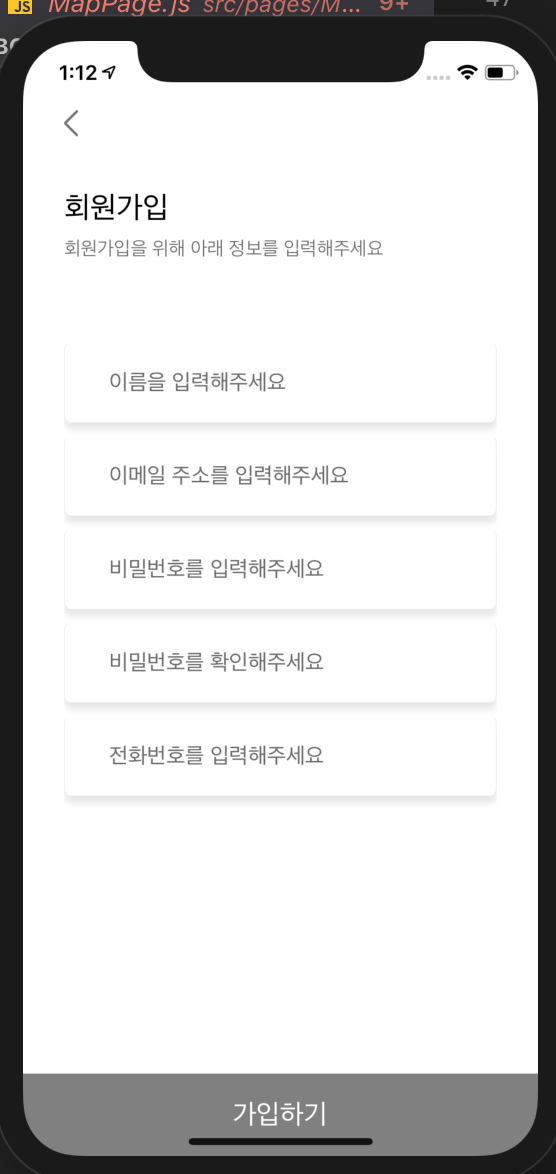 JS MapPage.js src/pages/M... 9+
1:12
회원가입
회원가입을 위해 아래 정보를 입력해주세요
이름을 입력해주세요
이메일 주소를 입력해주세요
비밀번호를 입력해주세요
비밀번호를 확인해주세요
전화번호를 입력해주세요
가입하기